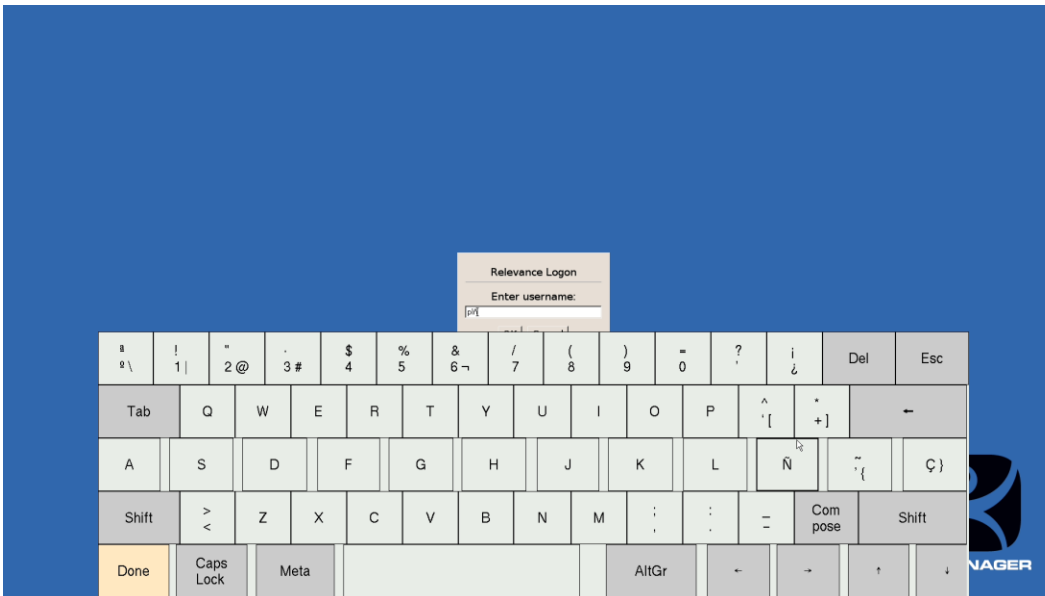 Relevance Logon
Enter username:
plñ
ª ! " · $ % & / ( ) = ? ¡ Del Esc
º \ 1 | 2 @ 3 # 4 5 6 ¬ 7 8 9 0 ' ¿
Tab Q W E R T Y U I O P ^ ` [ * + ] ←
A S D F G H J K L Ñ ~ ' { Ç }
Shift > < Z X C V B N M ; , : . _ - Com pose Shift
Done Caps Lock Meta AltGr ← → ↑ ↓
NAGER